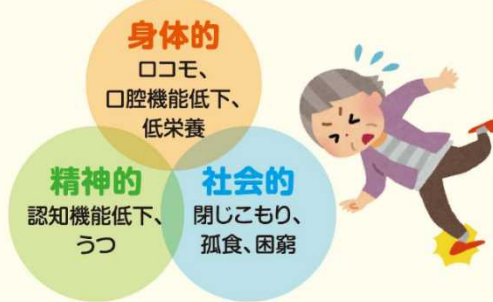 身体的
ロコモ、
口腔機能低下、
低栄養
精神的
認知機能低下、
うつ
社会的
閉じこもり、
孤食、困窮